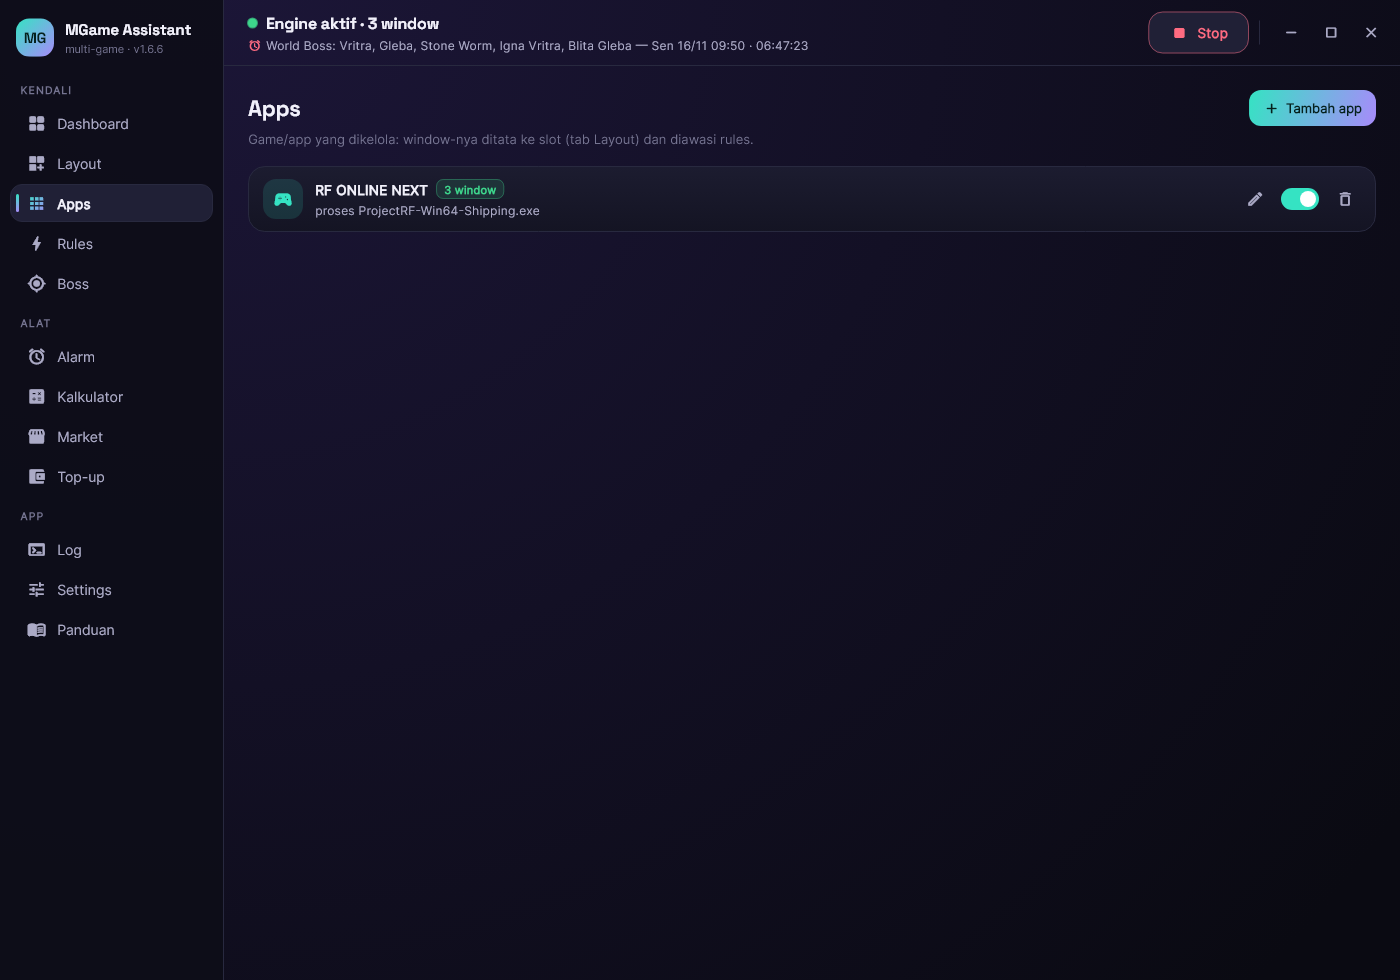 MG
MGame Assistant
multi-game · v1.6.6
KENDALI
Dashboard
Layout
Apps
Rules
Boss
ALAT
Alarm
Kalkulator
Market
Top-up
APP
Log
Settings
Panduan
Engine aktif · 3 window
World Boss: Vritra, Gleba, Stone Worm, Igna Vritra, Blita Gleba — Sen 16/11 09:50 · 06:47:23
Stop
Apps
Tambah app
Game/app yang dikelola: window-nya ditata ke slot (tab Layout) dan diawasi rules.
RF ONLINE NEXT 3 window
proses ProjectRF-Win64-Shipping.exe